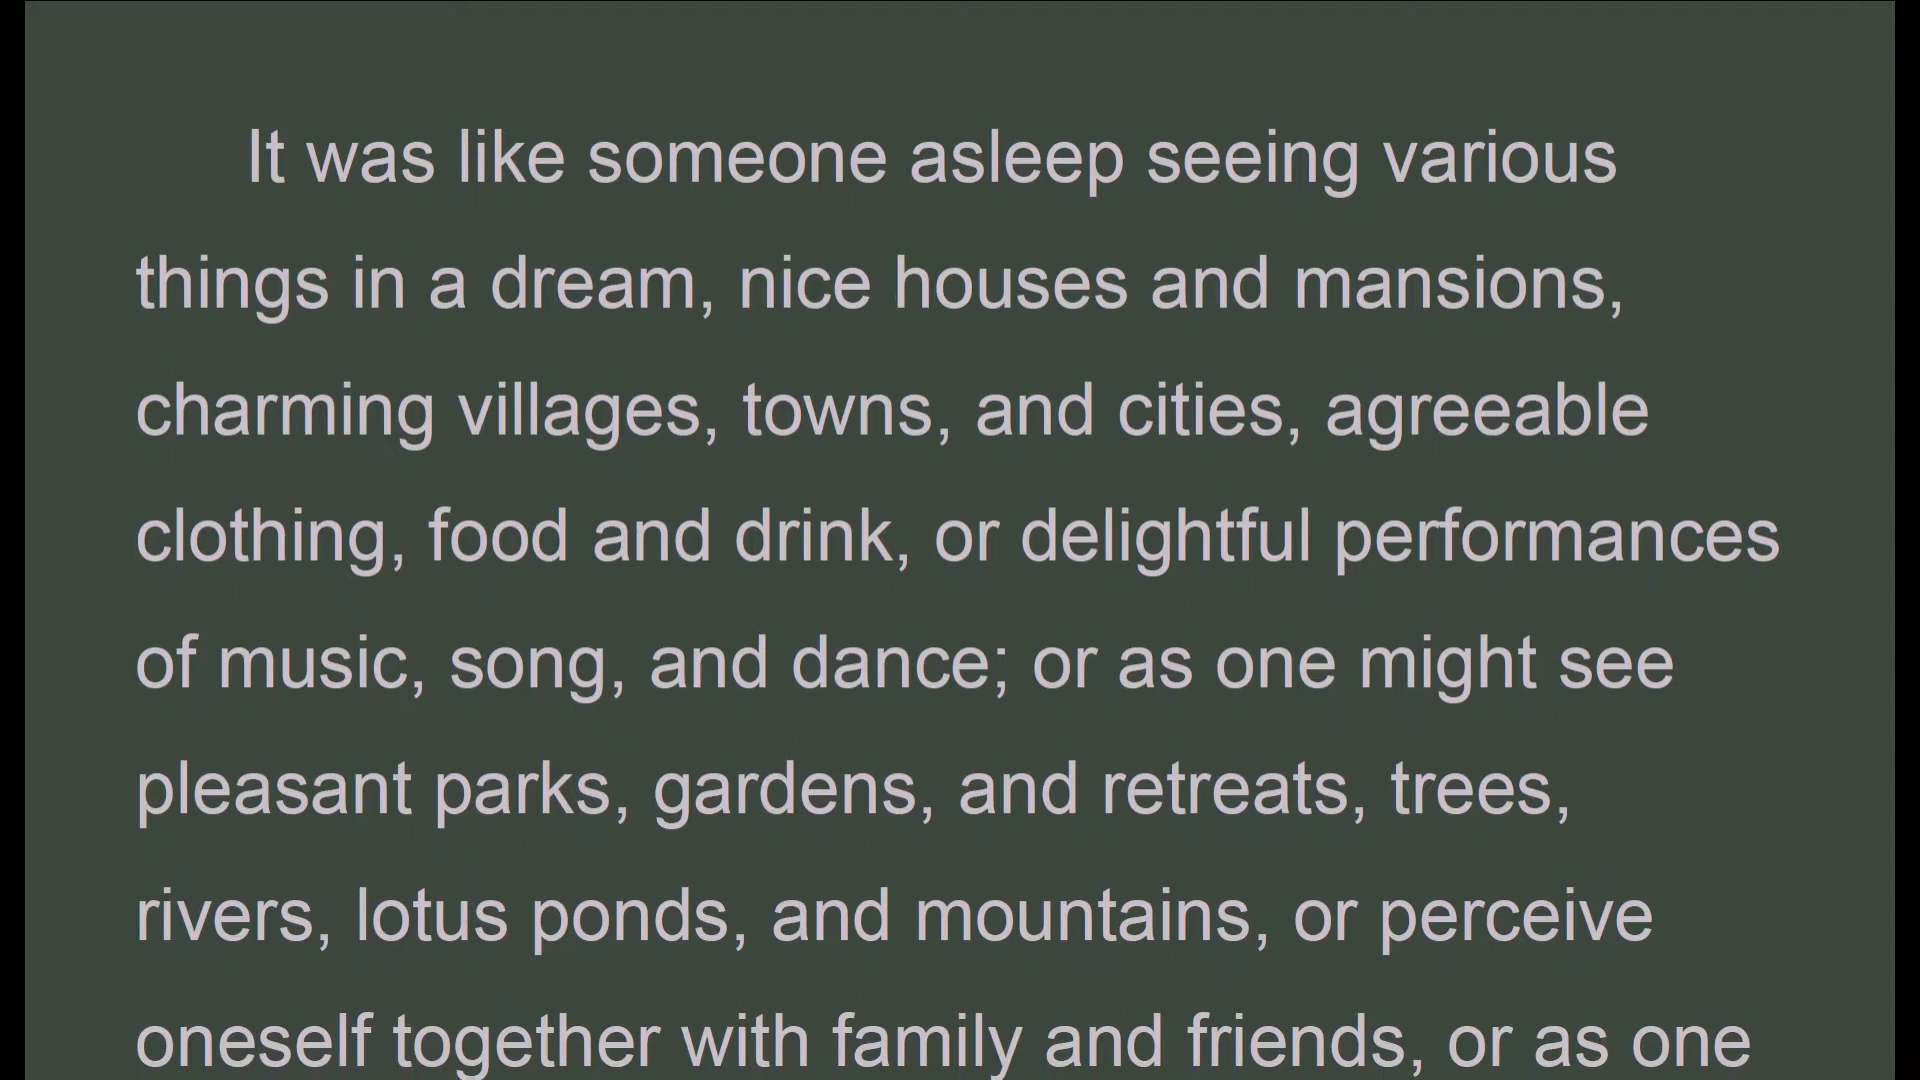 It was like someone asleep seeing various
things in a dream, nice houses and mansions,
charming villages, towns, and cities, agreeable
clothing, food and drink, or delightful performances
of music, song, and dance; or as one might see
pleasant parks, gardens, and retreats, trees,
rivers, lotus ponds, and mountains, or perceive
oneself together with family and friends, or as one